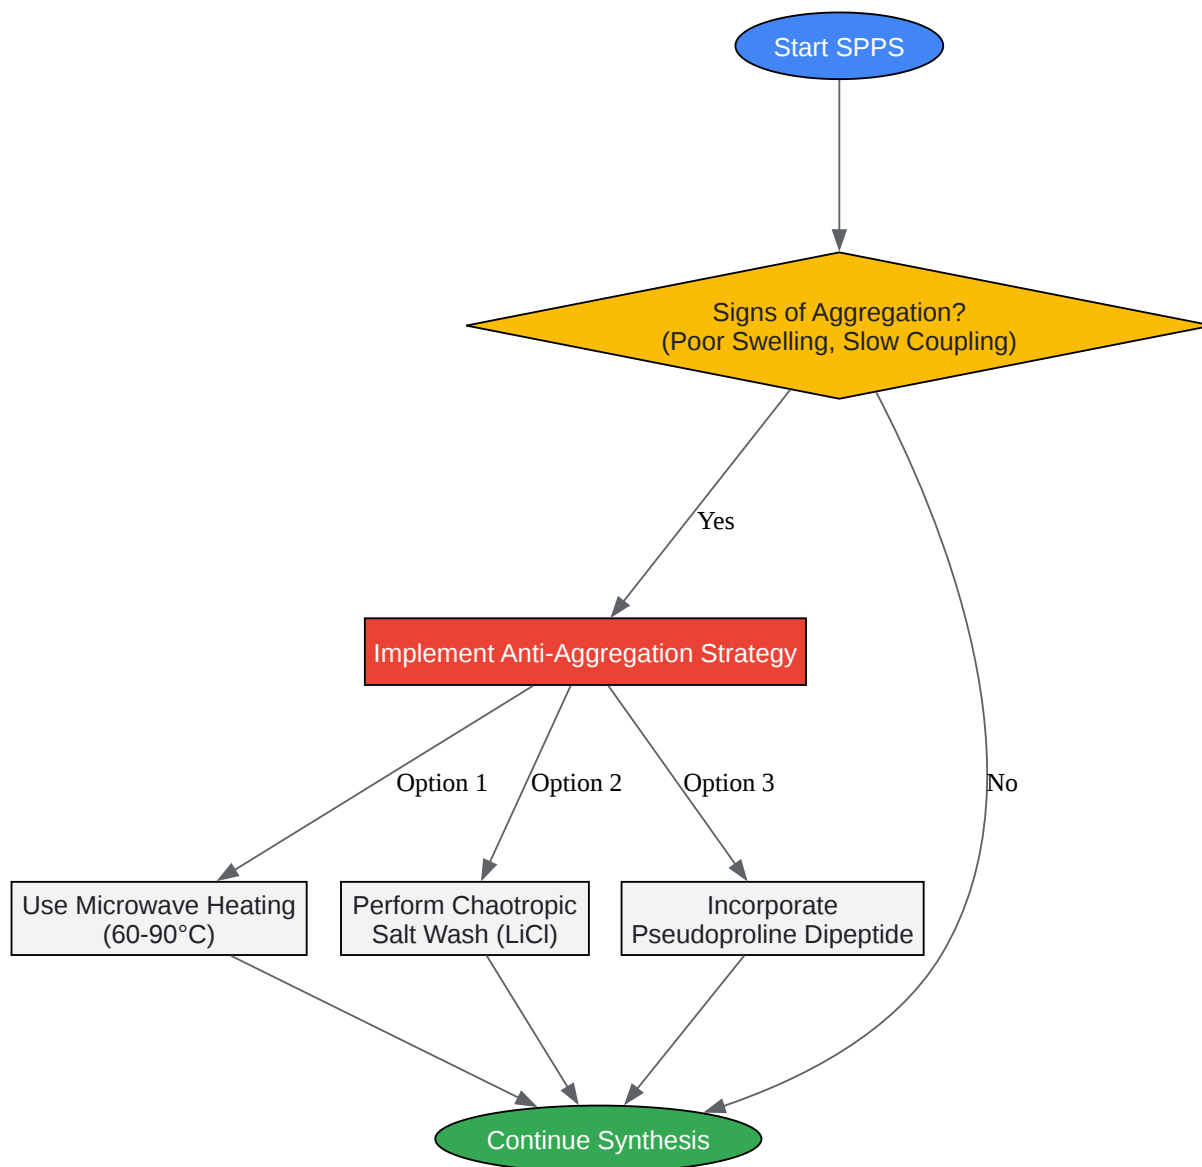 Start SPPS
Signs of Aggregation?
(Poor Swelling, Slow Coupling)
Yes
Implement Anti-Aggregation Strategy
Option 1
Option 2
Option 3
No
Use Microwave Heating
(60-90°C)
Perform Chaotropic
Salt Wash (LiCl)
Incorporate
Pseudoproline Dipeptide
Continue Synthesis